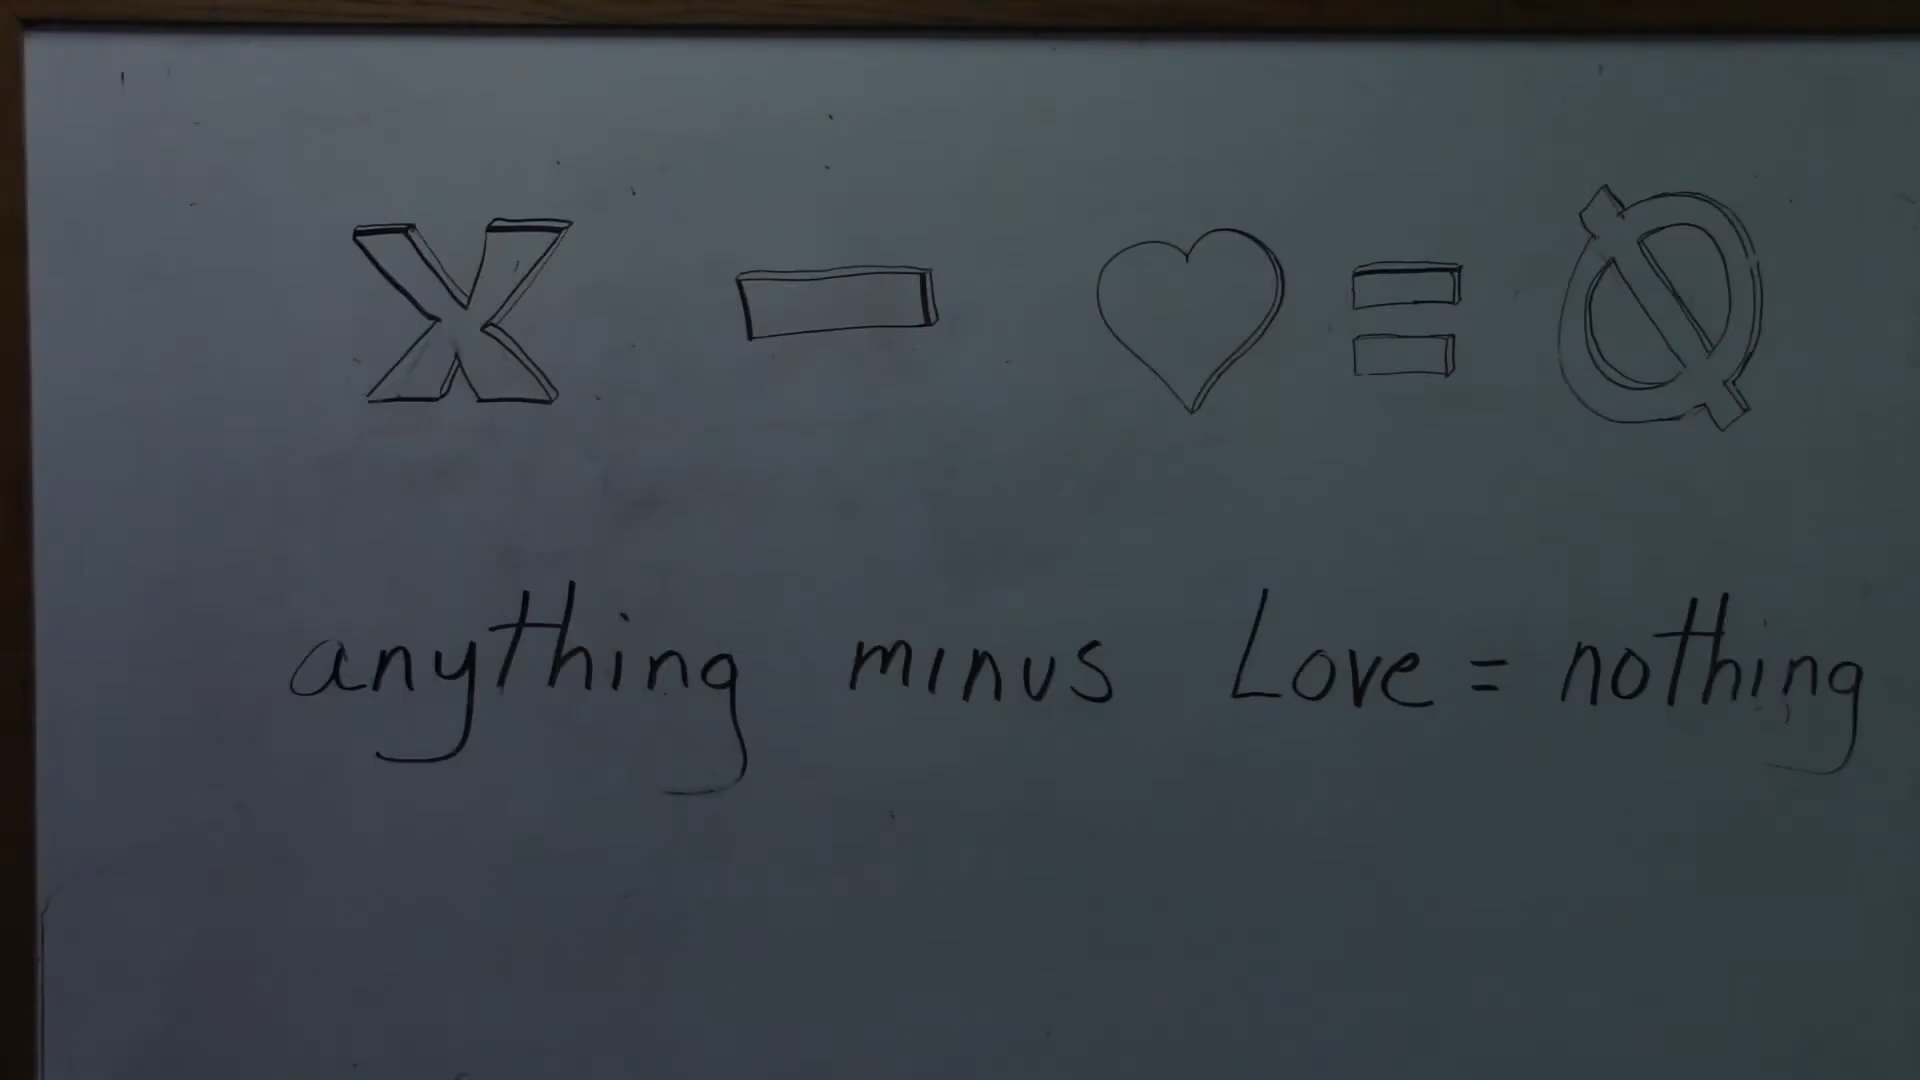 X - ♡ = Ø
anything minus Love = nothing